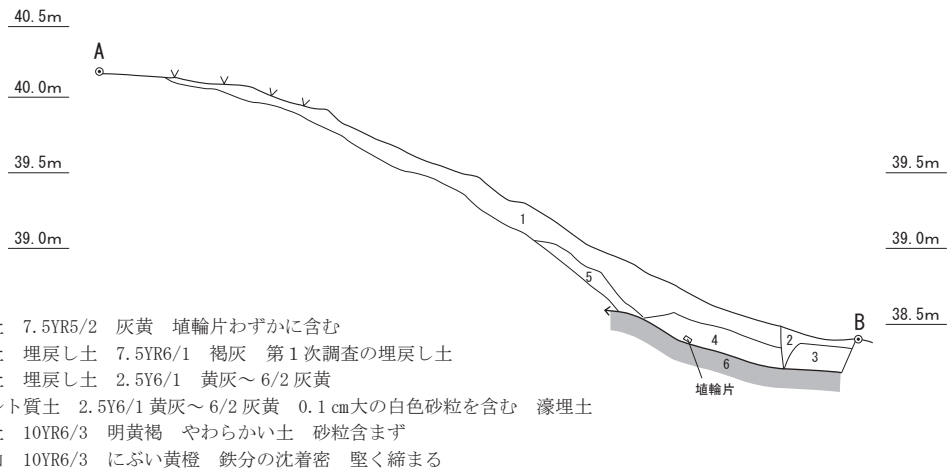 40.5m
A
40.0m
39.5m
39.5m
1
39.0m
39.0m
5
38.5m
B
2
4
3
6
埴輪片
7.5YR5/2 灰黄 埴輪片わずかに含む
埋戻し土 7.5YR6/1 褐灰 第1次調査の埋戻し土
埋戻し土 2.5Y6/1 黄灰～6/2灰黄
ト質土 2.5Y6/1黄灰～6/2灰黄 0.1㎝大の白色砂粒を含む 濠埋土
10YR6/3 明黄褐 やわらかい土 砂粒含まず
10YR6/3 にぶい黄橙 鉄分の沈着密 堅く締まる